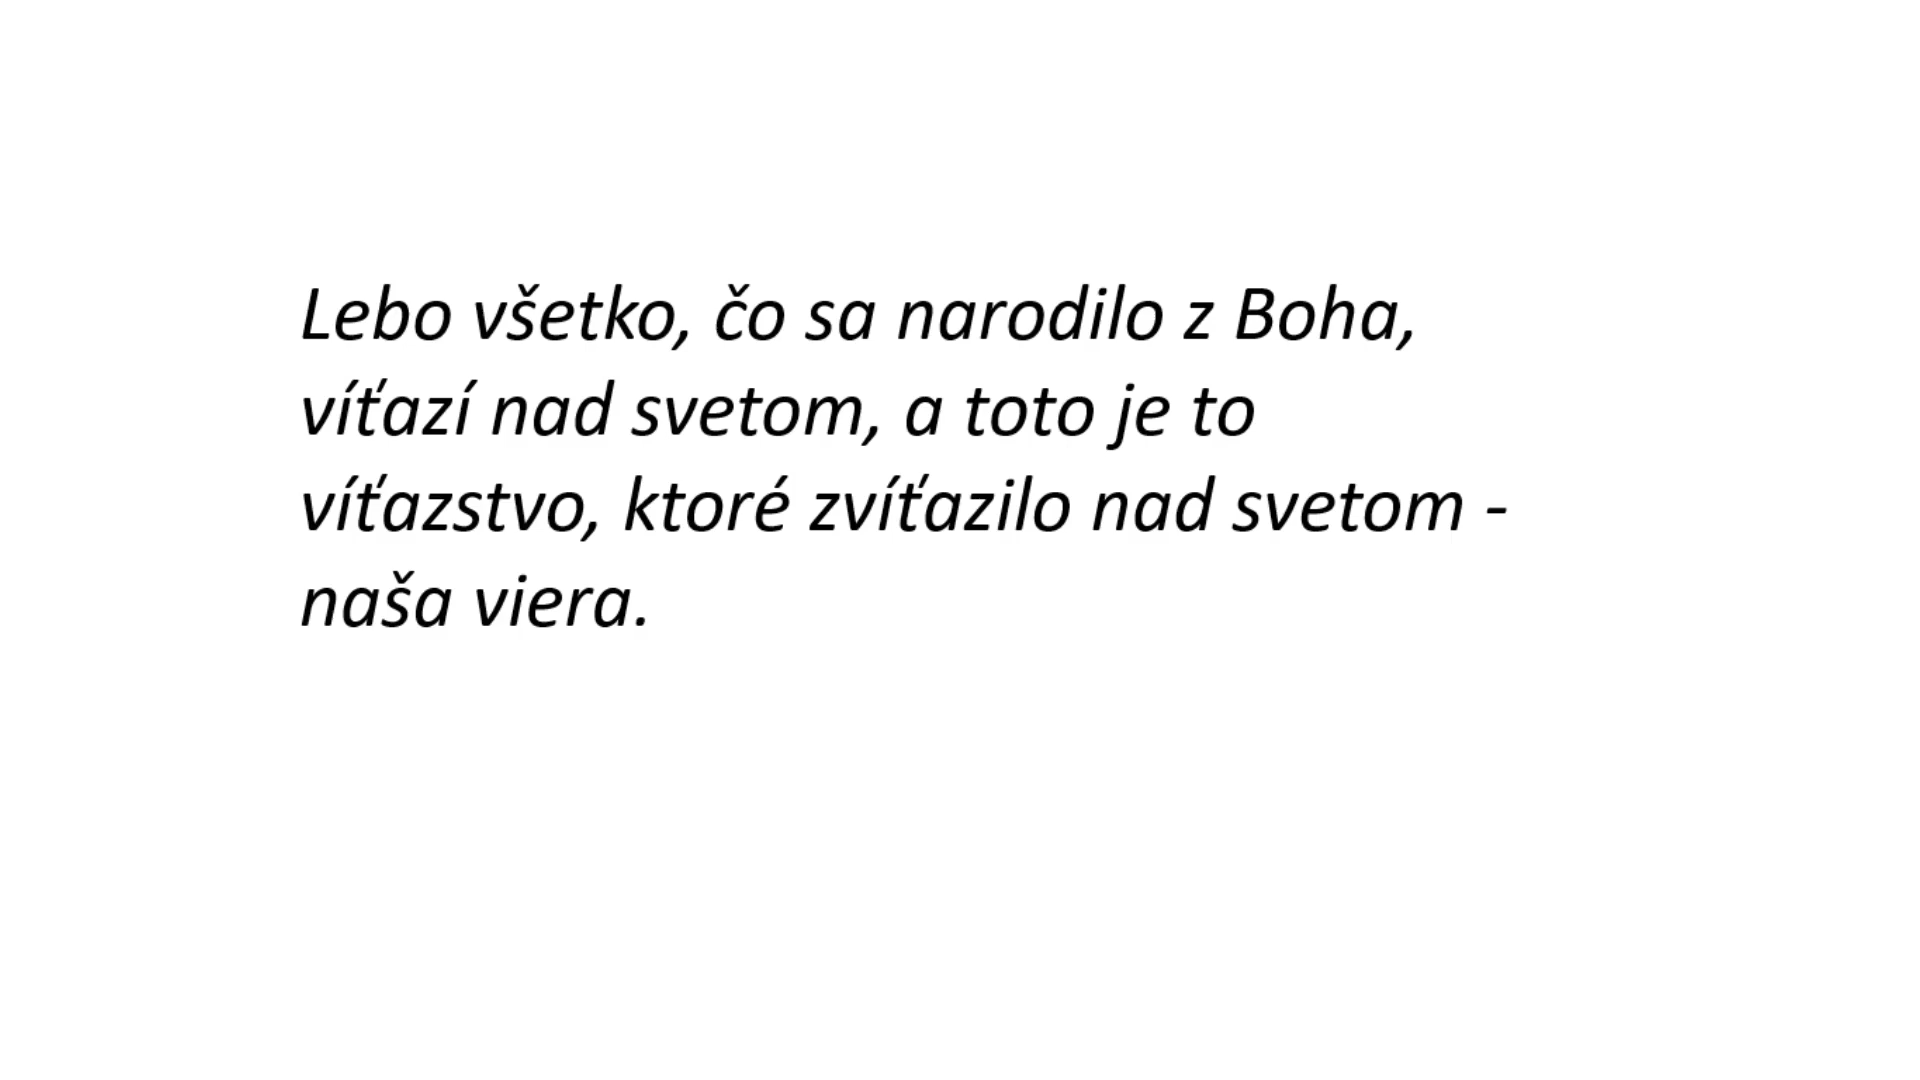 Lebo všetko, čo sa narodilo z Boha,
víťazí nad svetom, a toto je to
víťazstvo, ktoré zvíťazilo nad svetom -
naša viera.